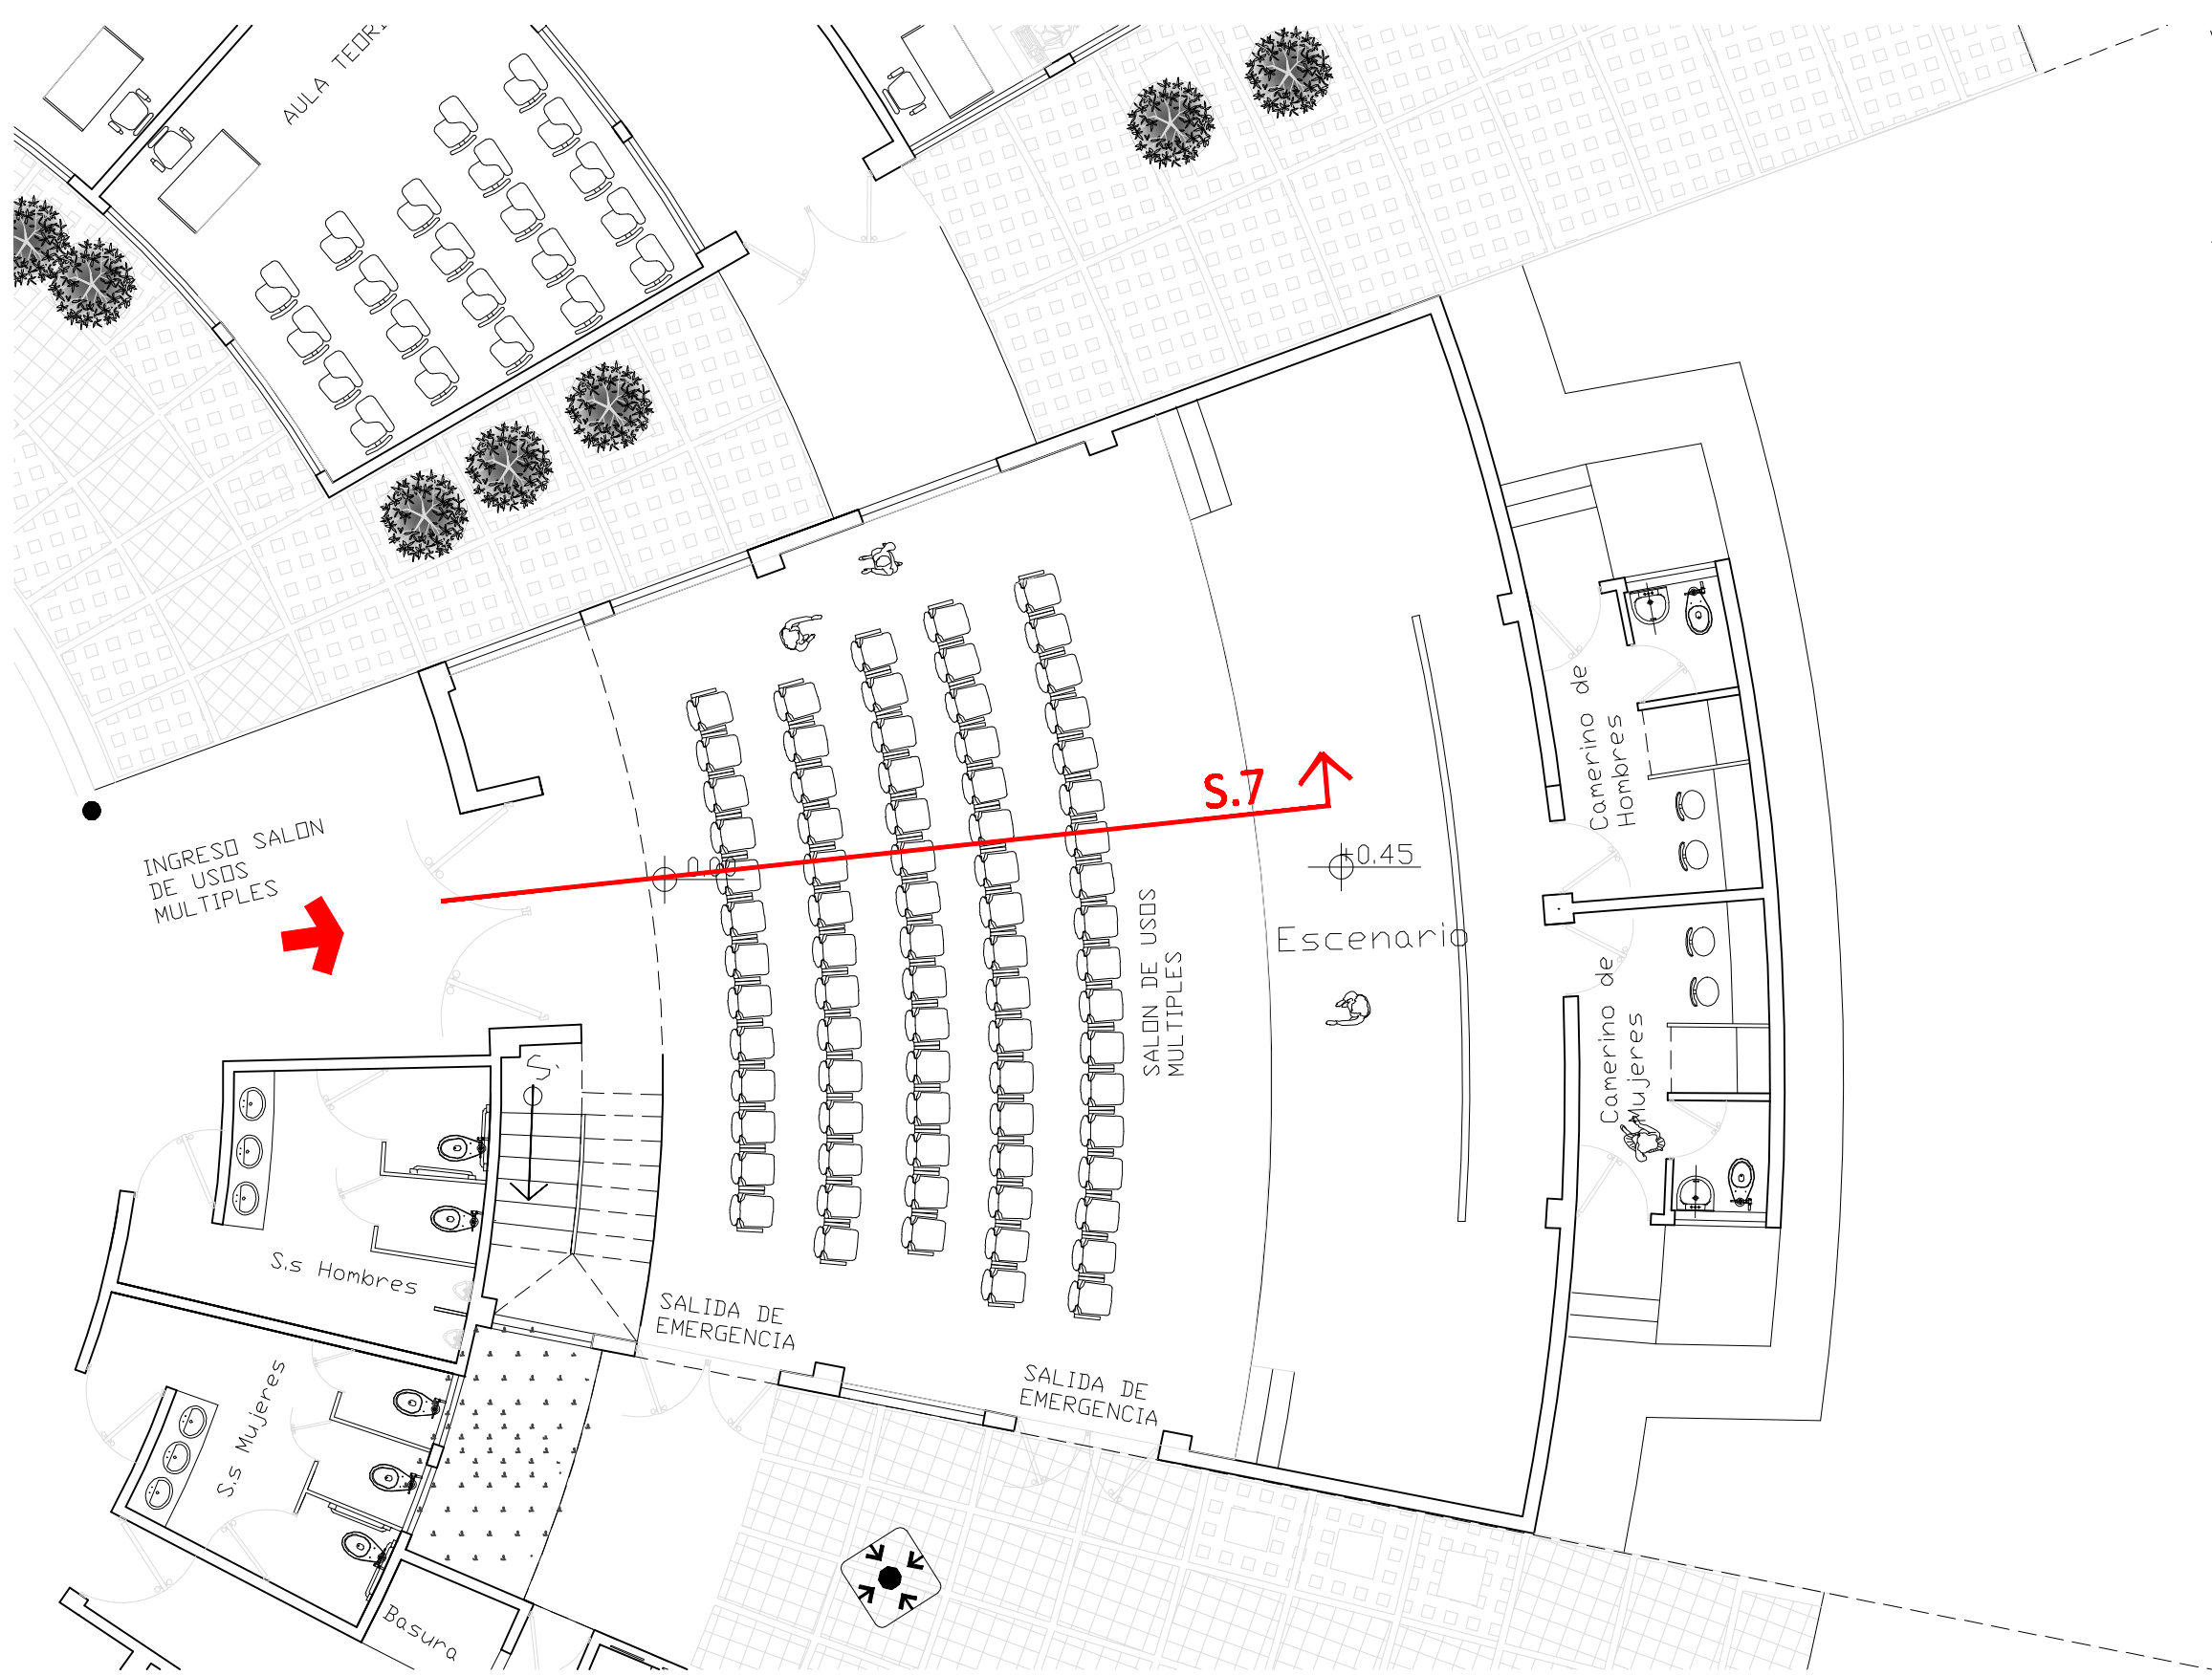 AULA TEORI
INGRESO SALON
DE USOS
MULTIPLES
S.7
0.00
+0.45
Escenario
SALON DE USOS
MULTIPLES
Camerino de
Hombres
Camerino de
Mujeres
S.
S.s Hombres
SALIDA DE
EMERGENCIA
SALIDA DE
EMERGENCIA
S.s Mujeres
Basura